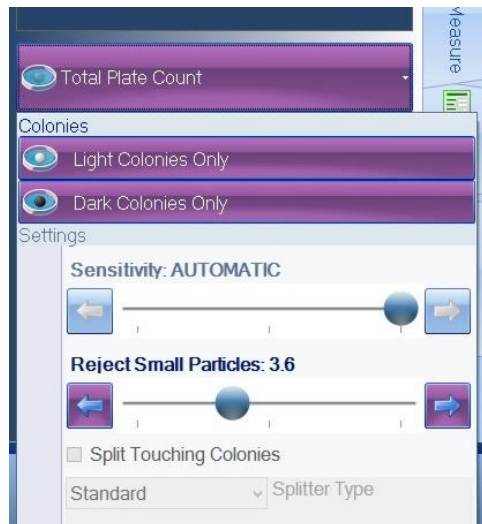 Measure
Total Plate Count
Colonies
Light Colonies Only
Dark Colonies Only
Settings
Sensitivity: AUTOMATIC
Reject Small Particles: 3.6
Split Touching Colonies
Standard Splitter Type